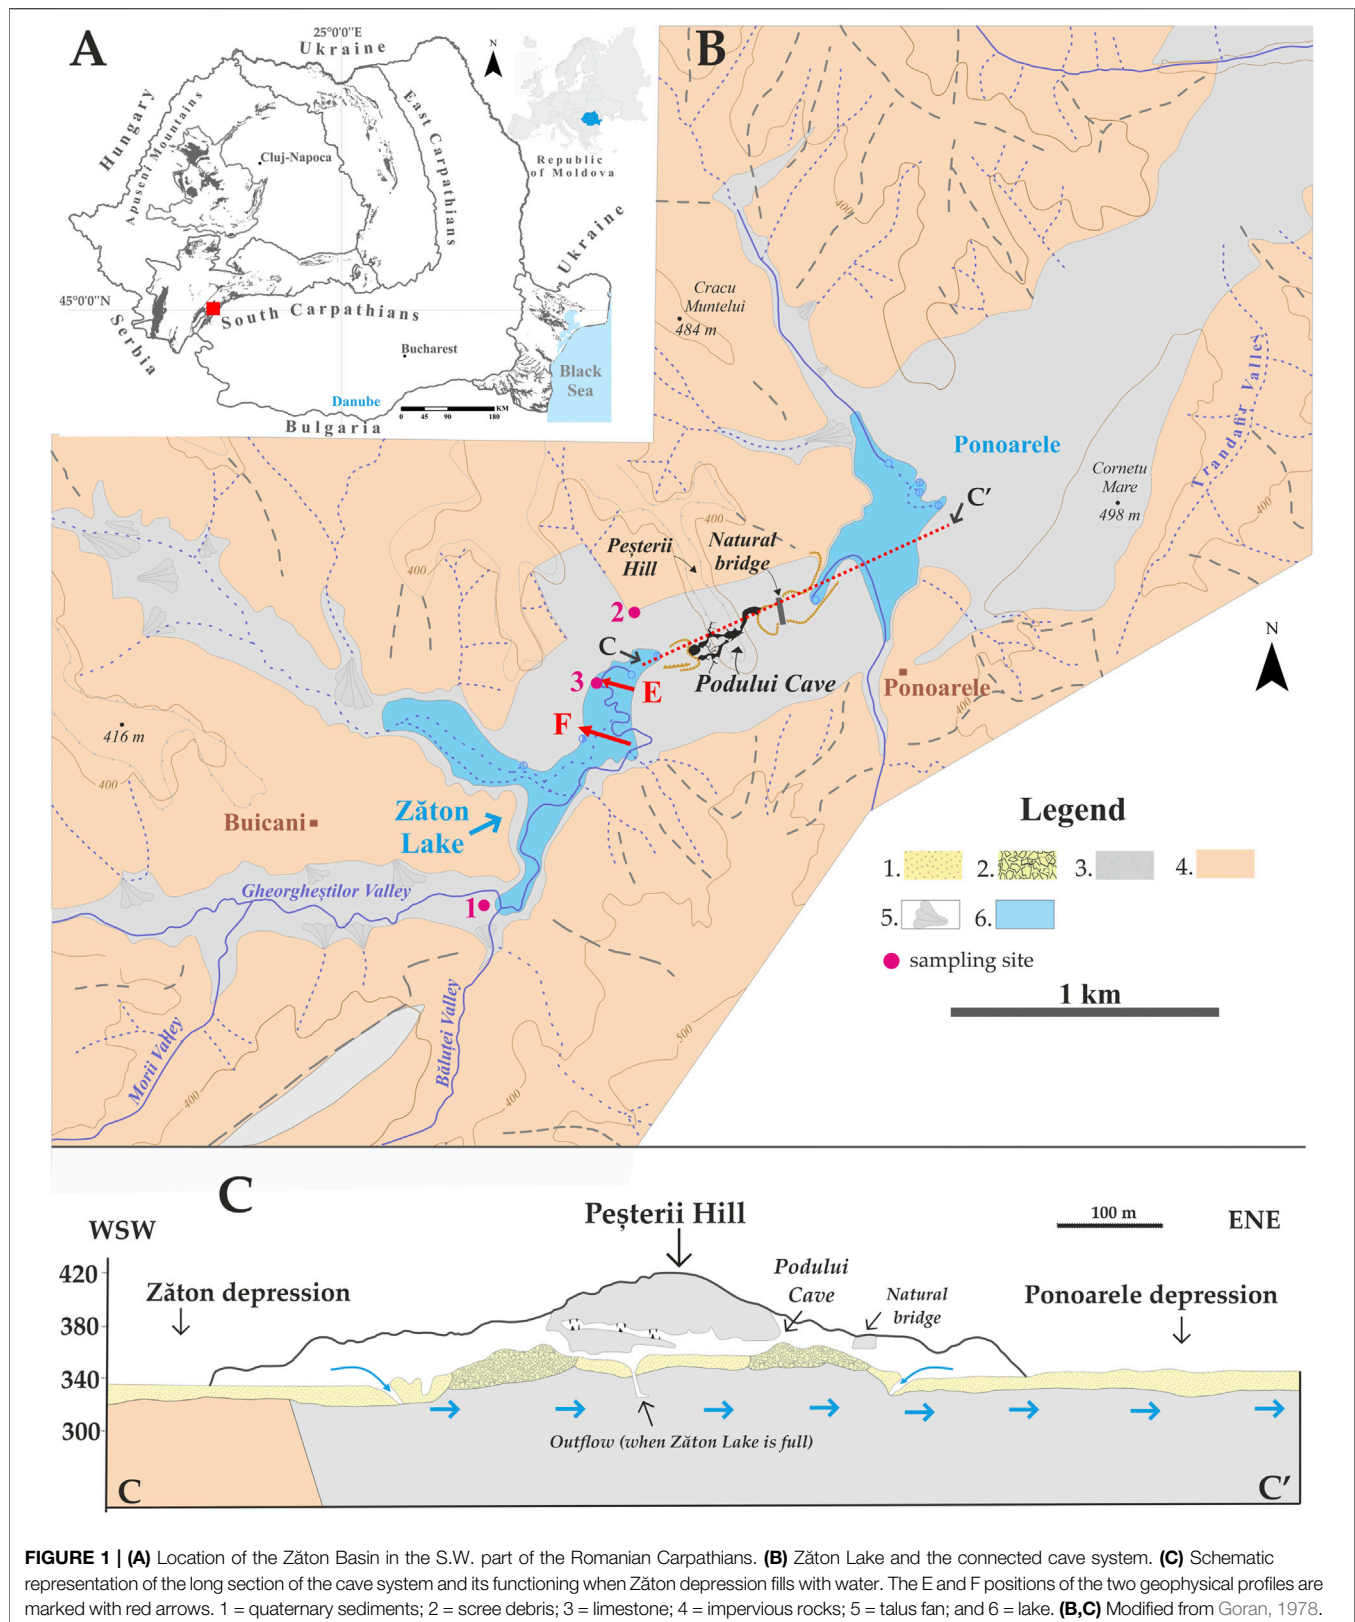 A
25°0'0"E
Ukraine
N
Hungary
Apuseni Mountains
East Carpathians
Cluj-Napoca
Republic
of Moldova
Ukraine
45°0'0"N
Serbia
South Carpathians
Bucharest
Black
Sea
Danube
0 45 90 180 KM
Bulgaria
B
400
Cracu
Muntelui
484 m
Trandafir Valley
Ponoarele
Cornetu
Mare
498 m
C'
400
400
Peșterii
Hill
Natural
bridge
400
2
C
3
E
Podului Cave
Ponoarele
400
N
F
416 m
400
Zăton
Lake
Buicani
Gheorgheștilor Valley
1
Morii Valley
Băluței Valley
400
400
500
Legend
1. 2. 3. 4.
5. 6.
sampling site
1 km
C
WSW
Peșterii Hill
100 m
ENE
420
380
340
300
Zăton depression
Podului
Cave
Natural
bridge
Ponoarele depression
Outflow (when Zăton Lake is full)
C
C'
FIGURE 1 | (A) Location of the Zăton Basin in the S.W. part of the Romanian Carpathians. (B) Zăton Lake and the connected cave system. (C) Schematic
representation of the long section of the cave system and its functioning when Zăton depression fills with water. The E and F positions of the two geophysical profiles are
marked with red arrows. 1 = quaternary sediments; 2 = scree debris; 3 = limestone; 4 = impervious rocks; 5 = talus fan; and 6 = lake. (B,C) Modified from Goran, 1978.